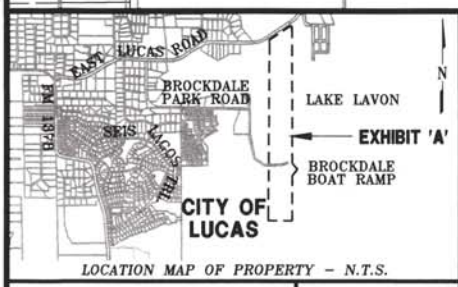 EAST LUCAS ROAD
BROCKDALE
PARK ROAD
LAKE LAVON
N
FM 1378
SEIS LAGOS TRL
EXHIBIT 'A'
BROCKDALE
BOAT RAMP
CITY OF
LUCAS
LOCATION MAP OF PROPERTY - N.T.S.